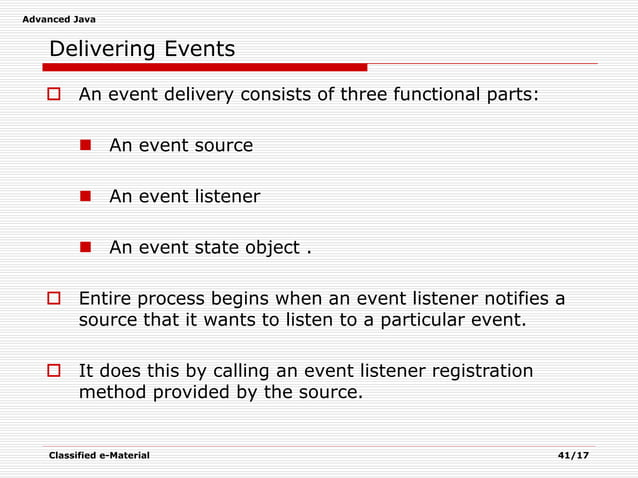 Advanced Java
Delivering Events
An event delivery consists of three functional parts:
An event source
An event listener
An event state object .
Entire process begins when an event listener notifies a
source that it wants to listen to a particular event.
It does this by calling an event listener registration
method provided by the source.
Classified e-Material 41/17